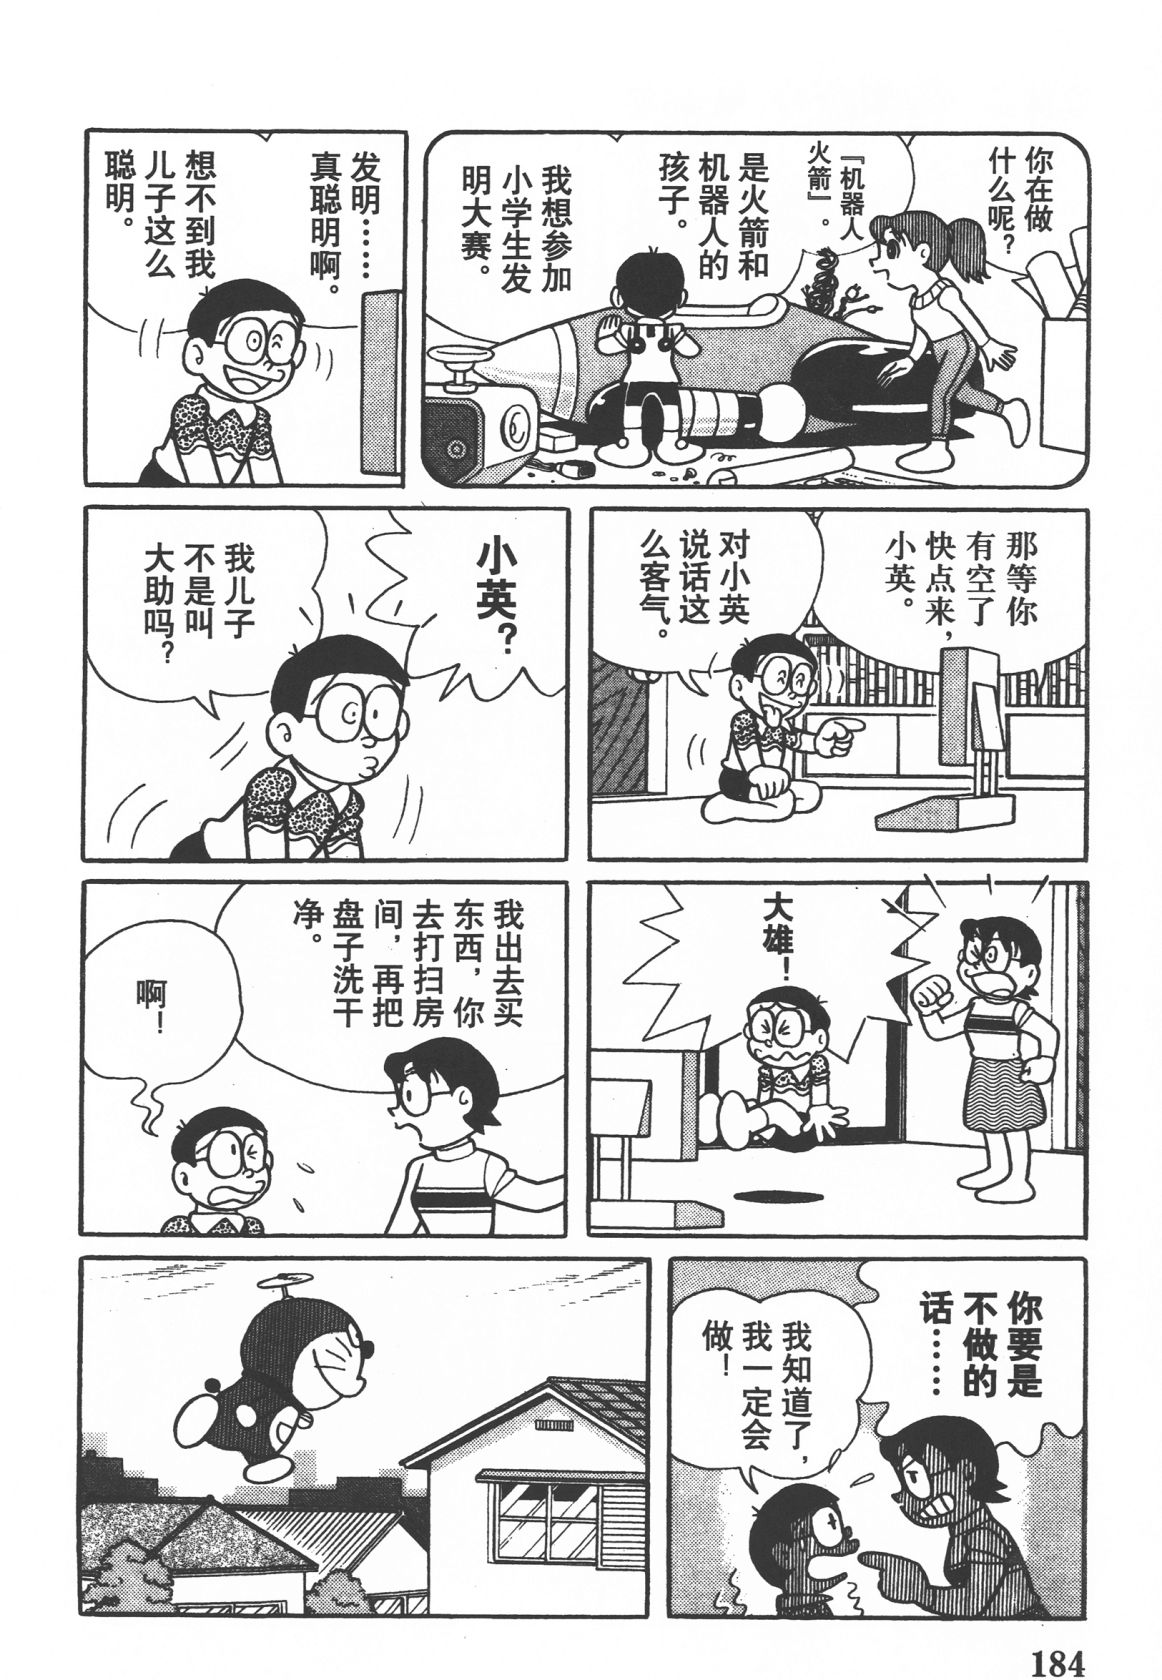 你在做
什么呢？
『机器人
火箭』。
是火箭和
机器人的
孩子。
我想参加
小学生发
明大赛。
发明……
真聪明啊。
想不到我
儿子这么
聪明。
那等你
有空了
快点来，
小英。
对小英
说话这
么客气。
小英？
我儿子
不是叫
大助吗？
大雄！
我出去买
东西，你
去打扫房
间，再把
盘子洗干
净。
啊！
你要是
不做的
话……
我知道了，
我一定会
做！
184